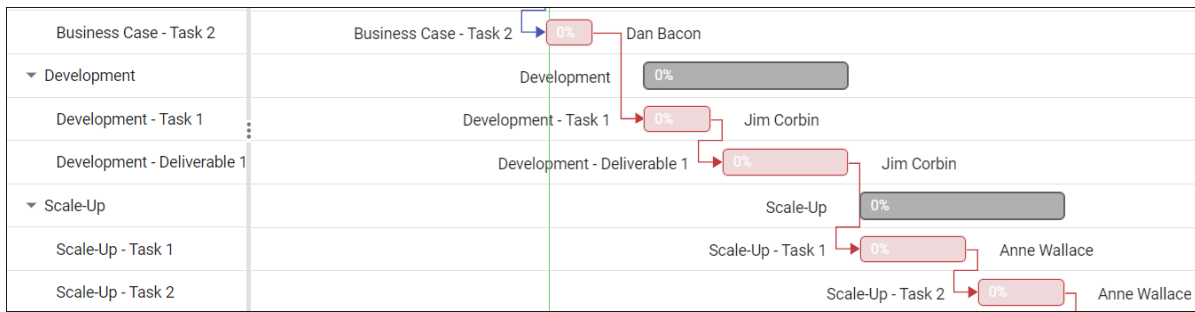 Business Case - Task 2 Business Case - Task 2 0% Dan Bacon
Development Development 0%
Development - Task 1 Development - Task 1 0% Jim Corbin
Development - Deliverable 1 Development - Deliverable 1 0% Jim Corbin
Scale-Up Scale-Up 0%
Scale-Up - Task 1 Scale-Up - Task 1 0% Anne Wallace
Scale-Up - Task 2 Scale-Up - Task 2 0% Anne Wallace